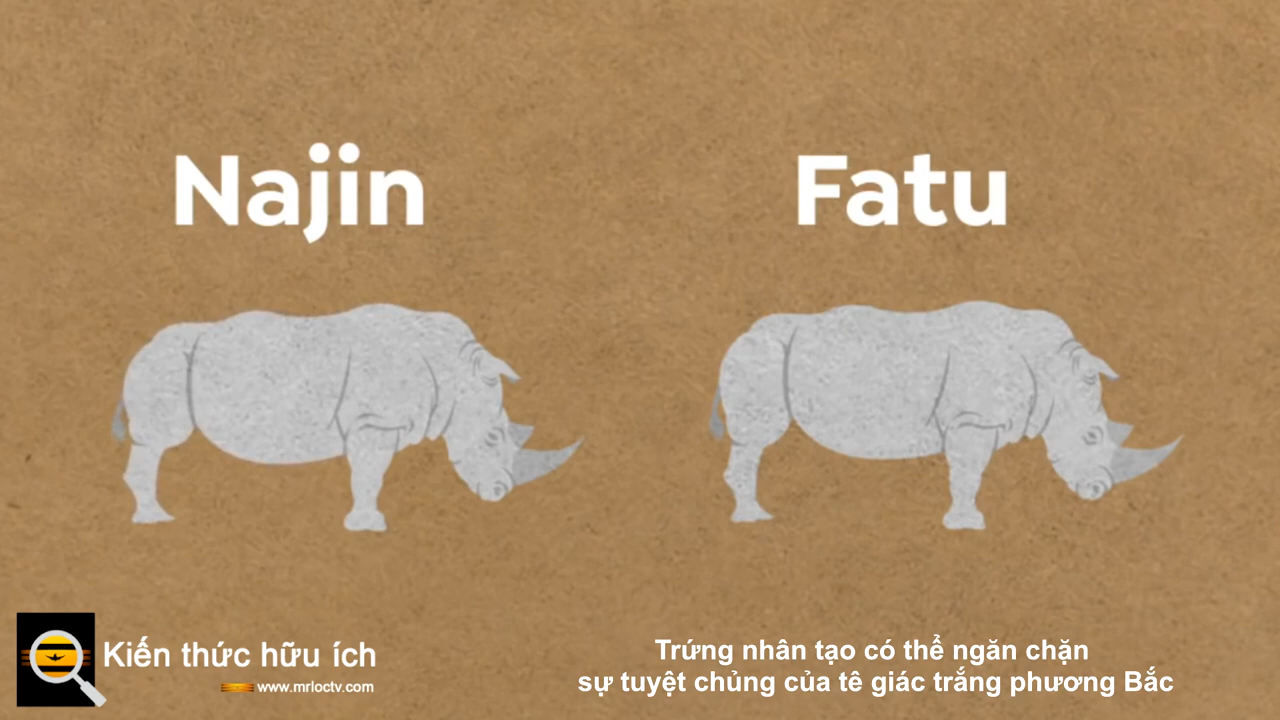 Najin
Fatu
Kiến thức hữu ích
www.mrloctv.com
Trứng nhân tạo có thể ngăn chặn
sự tuyệt chủng của tê giác trắng phương Bắc